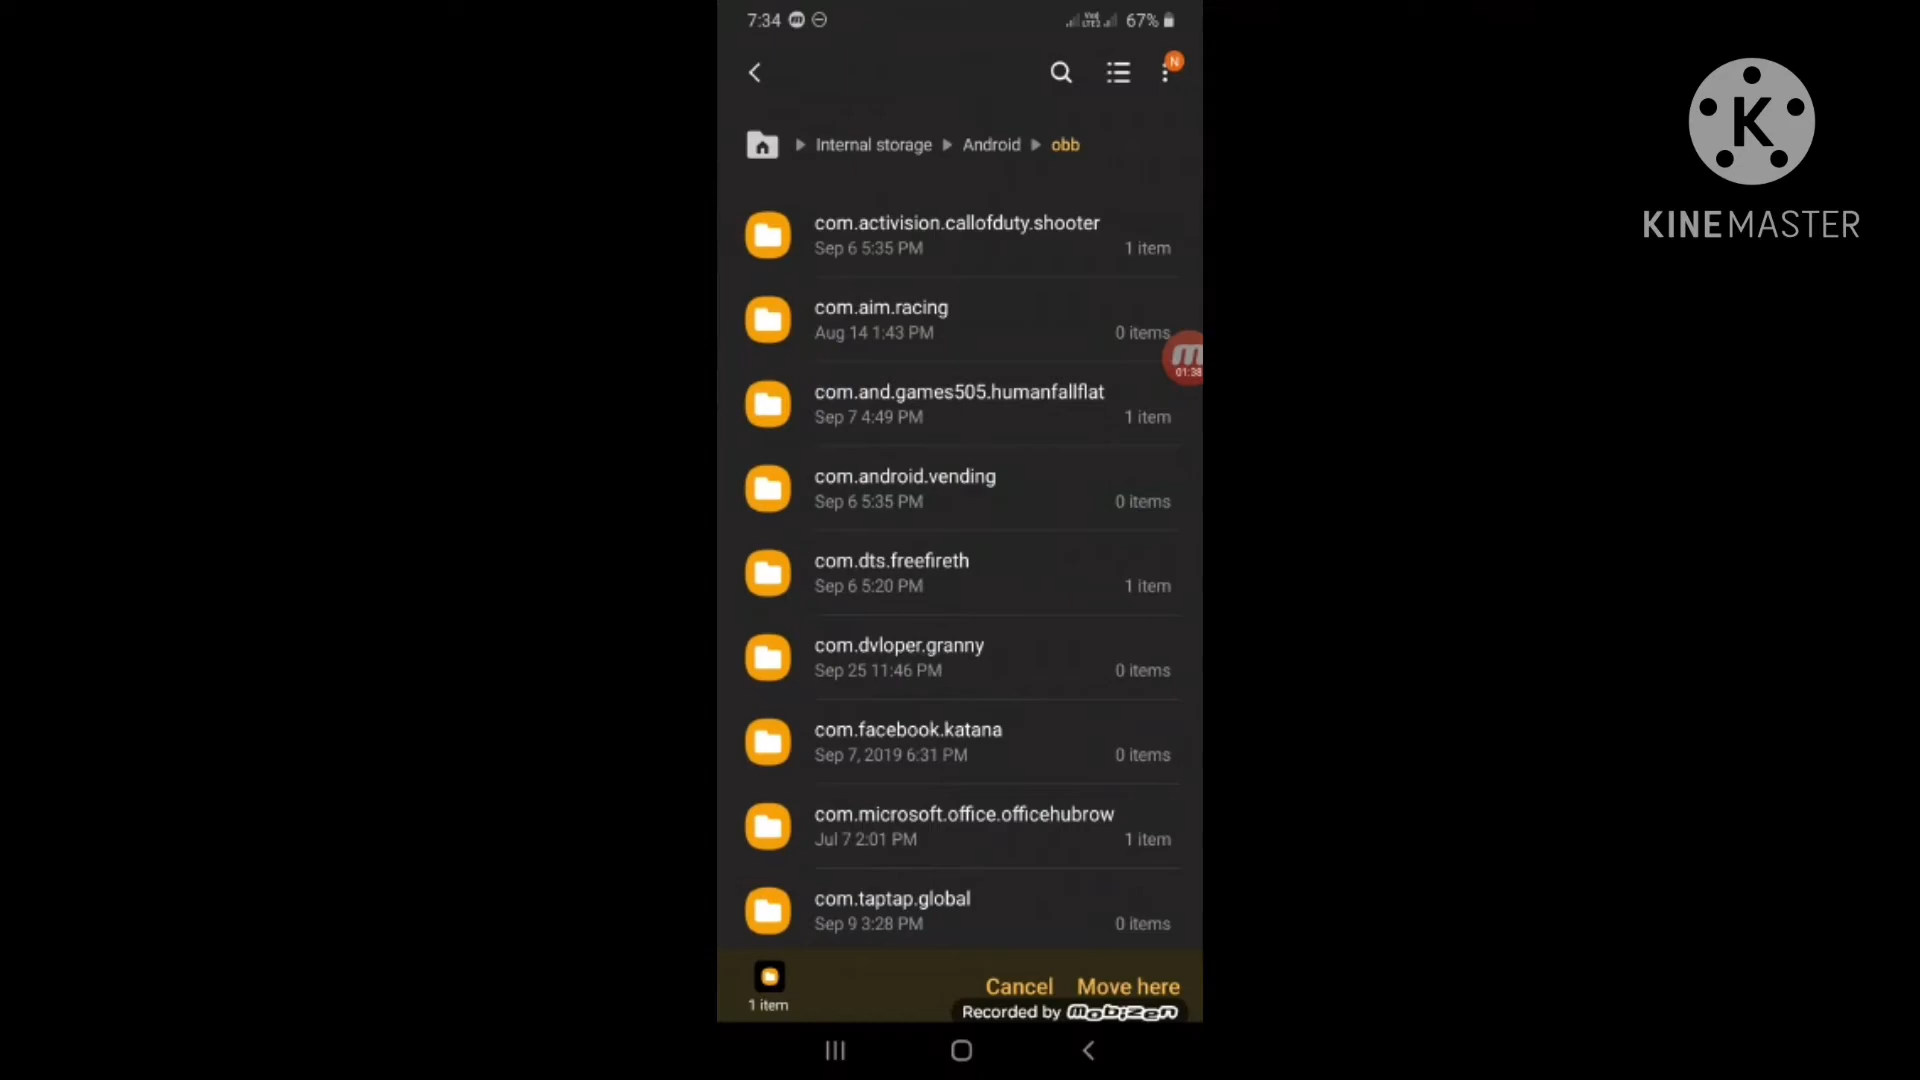 7:34 67%
N
Internal storage Android obb
com.activision.callofduty.shooter
Sep 6 5:35 PM 1 item
com.aim.racing
Aug 14 1:43 PM 0 items
01:38
com.and.games505.humanfallflat
Sep 7 4:49 PM 1 item
com.android.vending
Sep 6 5:35 PM 0 items
com.dts.freefireth
Sep 6 5:20 PM 1 item
com.dvloper.granny
Sep 25 11:46 PM 0 items
com.facebook.katana
Sep 7, 2019 6:31 PM 0 items
com.microsoft.office.officehubrow
Jul 7 2:01 PM 1 item
com.taptap.global
Sep 9 3:28 PM 0 items
1 item Cancel Move here
Recorded by mobizen
K
KINEMASTER